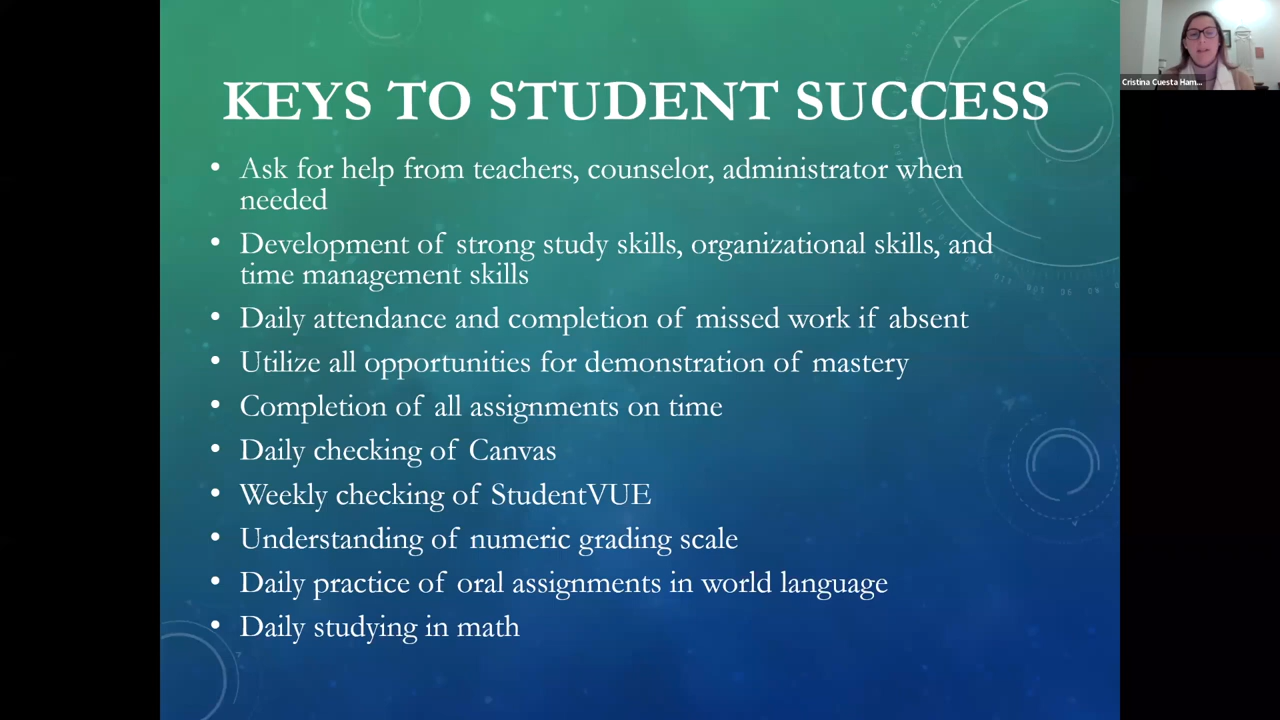 KEYS TO STUDENT SUCCESS
• Ask for help from teachers, counselor, administrator when
needed
• Development of strong study skills, organizational skills, and
time management skills
• Daily attendance and completion of missed work if absent
• Utilize all opportunities for demonstration of mastery
• Completion of all assignments on time
• Daily checking of Canvas
• Weekly checking of StudentVUE
• Understanding of numeric grading scale
• Daily practice of oral assignments in world language
• Daily studying in math
Cristina Cuesta Ham...